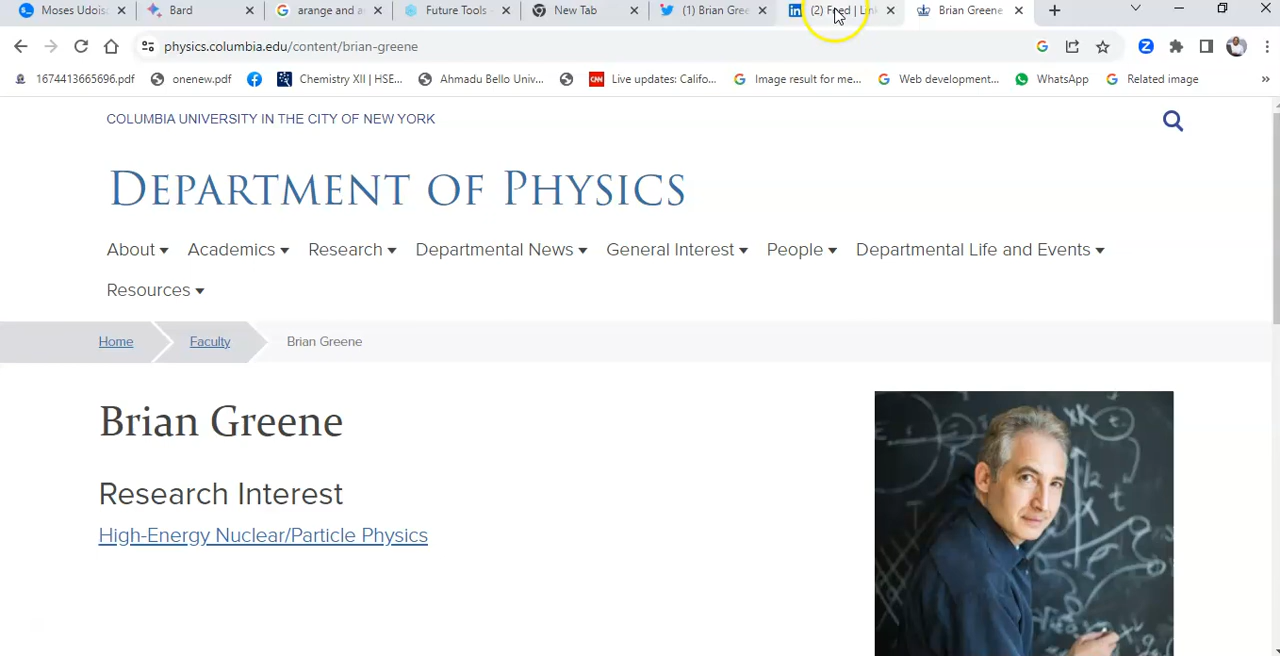 Moses Udois
Bard
arange and a
Future Tools -
New Tab
(1) Brian Gree
(2) Feed | Link
Brian Greene
physics.columbia.edu/content/brian-greene
1674413665696.pdf
onenew.pdf
Chemistry XII | HSE...
Ahmadu Bello Univ...
CNN
Live updates: Califo...
Image result for me...
Web development...
WhatsApp
Related image
»
COLUMBIA UNIVERSITY IN THE CITY OF NEW YORK
DEPARTMENT OF PHYSICS
About
Academics
Research
Departmental News
General Interest
People
Departmental Life and Events
Resources
Home
Faculty
Brian Greene
Brian Greene
Research Interest
High-Energy Nuclear/Particle Physics